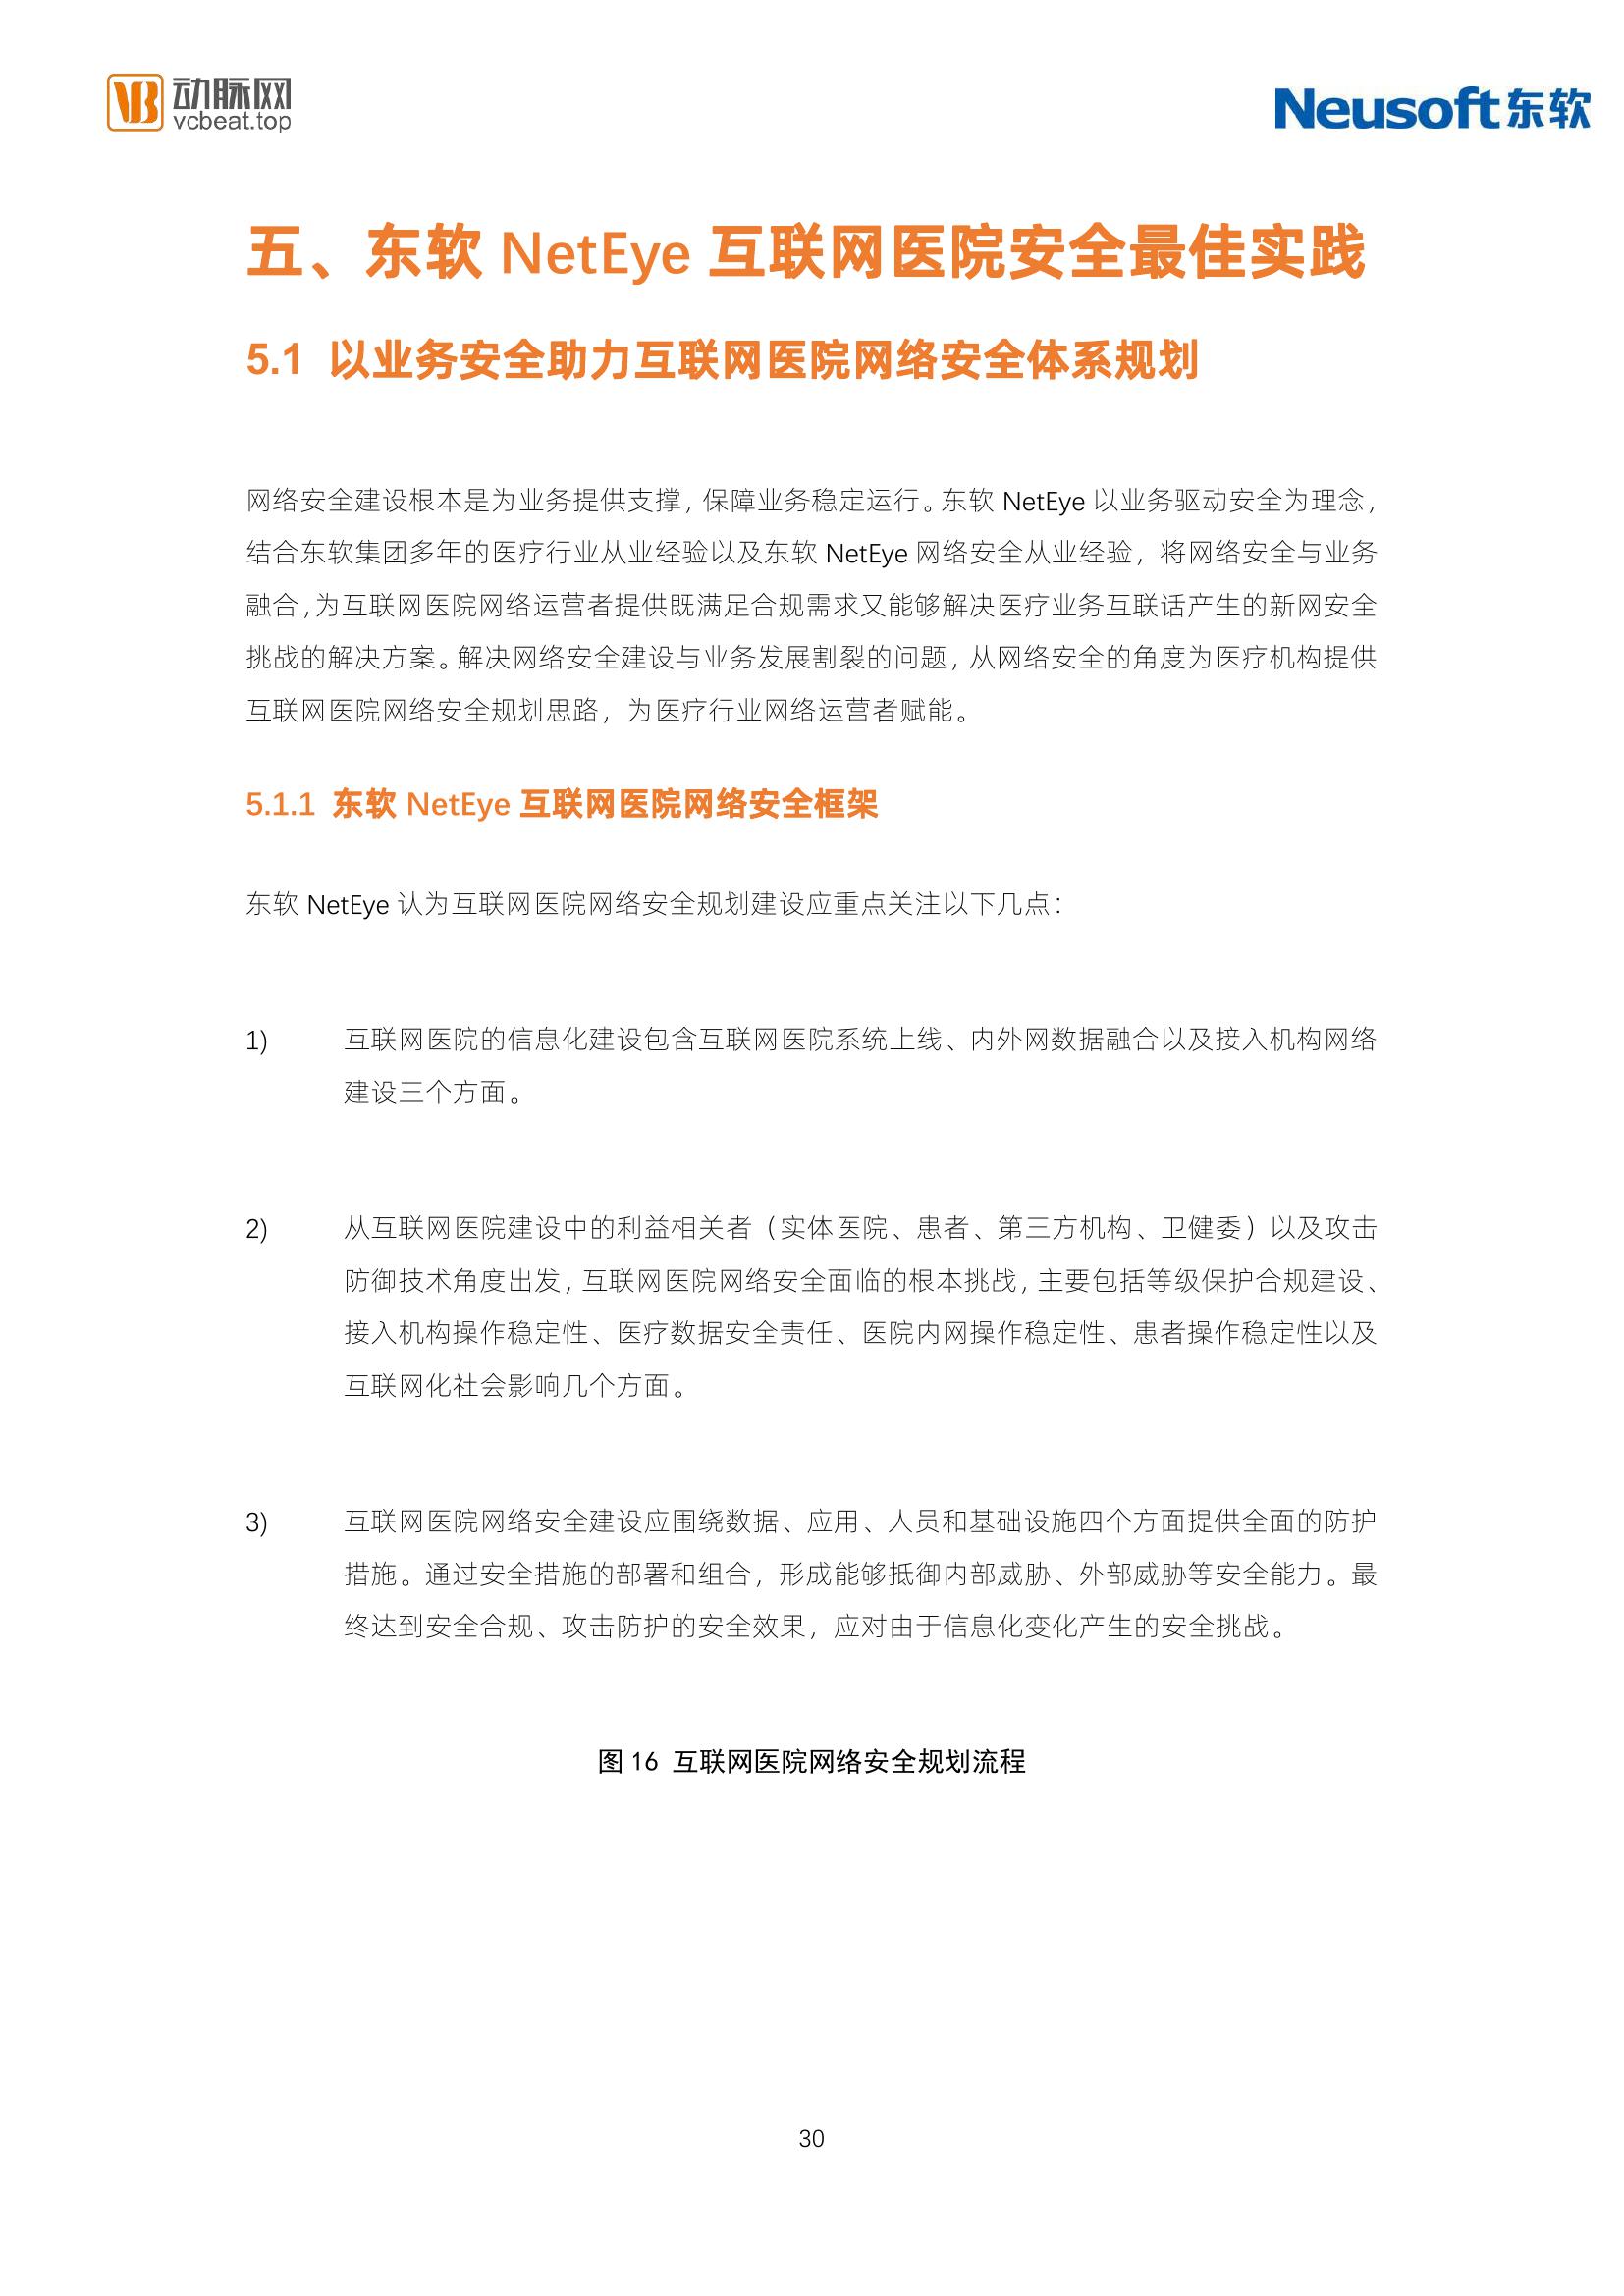 动脉网
vcbeat.top
Neusoft东软
五、东软 NetEye 互联网医院安全最佳实践
5.1 以业务安全助力互联网医院网络安全体系规划
网络安全建设根本是为业务提供支撑，保障业务稳定运行。东软 NetEye 以业务驱动安全为理念，
结合东软集团多年的医疗行业从业经验以及东软 NetEye 网络安全从业经验，将网络安全与业务
融合，为互联网医院网络运营者提供既满足合规需求又能够解决医疗业务互联话产生的新网安全
挑战的解决方案。解决网络安全建设与业务发展割裂的问题，从网络安全的角度为医疗机构提供
互联网医院网络安全规划思路，为医疗行业网络运营者赋能。
5.1.1 东软 NetEye 互联网医院网络安全框架
东软 NetEye 认为互联网医院网络安全规划建设应重点关注以下几点：
1) 互联网医院的信息化建设包含互联网医院系统上线、内外网数据融合以及接入机构网络
建设三个方面。
2) 从互联网医院建设中的利益相关者（实体医院、患者、第三方机构、卫健委）以及攻击
防御技术角度出发，互联网医院网络安全面临的根本挑战，主要包括等级保护合规建设、
接入机构操作稳定性、医疗数据安全责任、医院内网操作稳定性、患者操作稳定性以及
互联网化社会影响几个方面。
3) 互联网医院网络安全建设应围绕数据、应用、人员和基础设施四个方面提供全面的防护
措施。通过安全措施的部署和组合，形成能够抵御内部威胁、外部威胁等安全能力。最
终达到安全合规、攻击防护的安全效果，应对由于信息化变化产生的安全挑战。
图 16 互联网医院网络安全规划流程
30